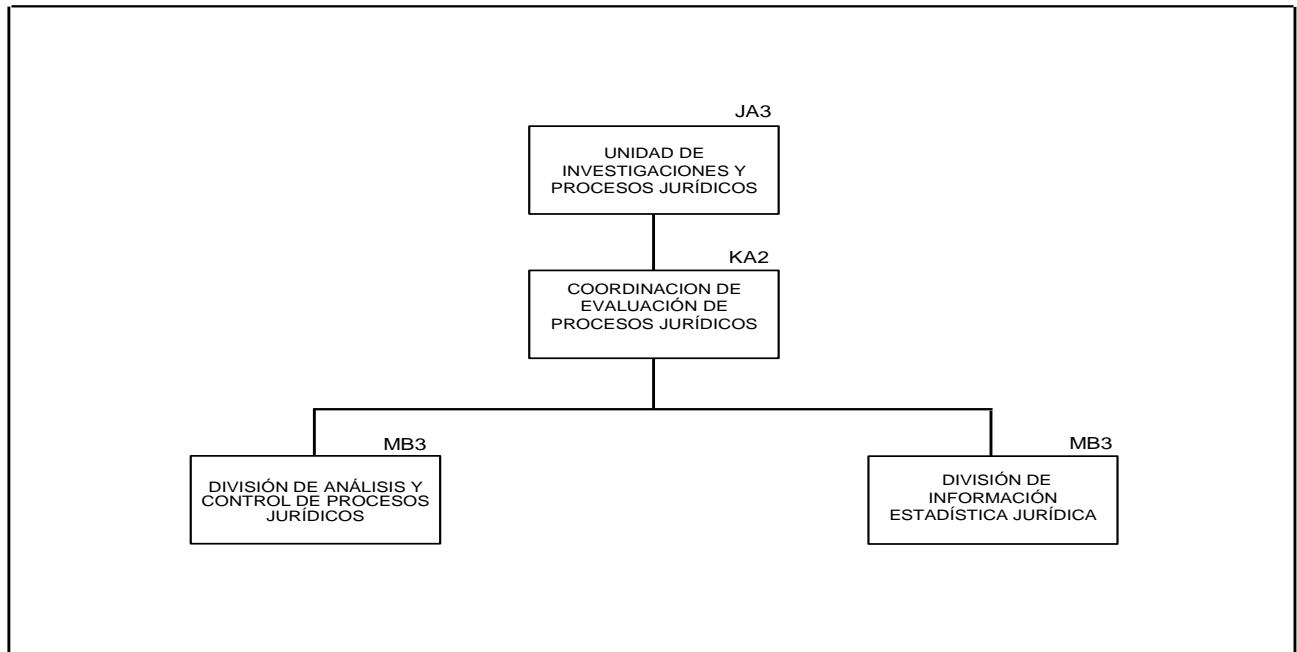 JA3
UNIDAD DE
INVESTIGACIONES Y
PROCESOS JURÍDICOS
KA2
COORDINACION DE
EVALUACIÓN DE
PROCESOS JURÍDICOS
MB3
DIVISIÓN DE ANÁLISIS Y
CONTROL DE PROCESOS
JURÍDICOS
MB3
DIVISIÓN DE
INFORMACIÓN
ESTADÍSTICA JURÍDICA